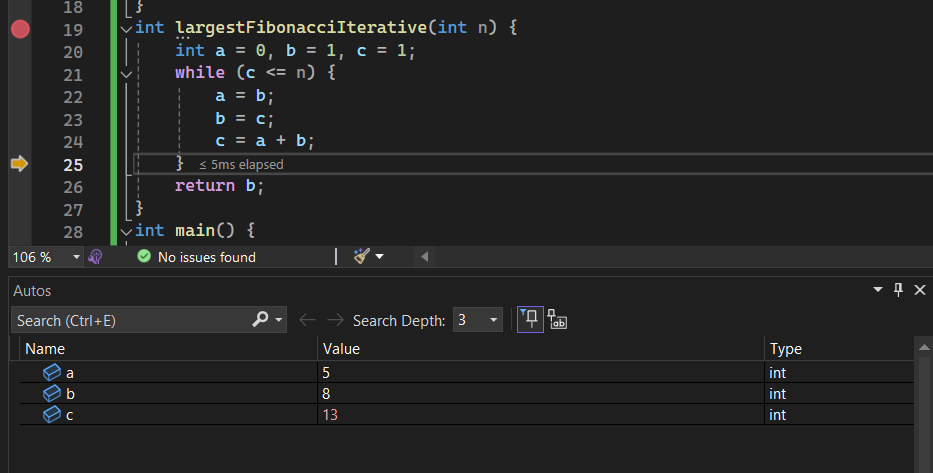 18 }
19 int largestFibonacciIterative(int n) {
20 int a = 0, b = 1, c = 1;
21 while (c <= n) {
22 a = b;
23 b = c;
24 c = a + b;
25 } ≤ 5ms elapsed
26 return b;
27 }
28 int main() {
106 % No issues found
Autos
Search (Ctrl+E) Search Depth: 3 ab
Name Value Type
a 5 int
b 8 int
c 13 int